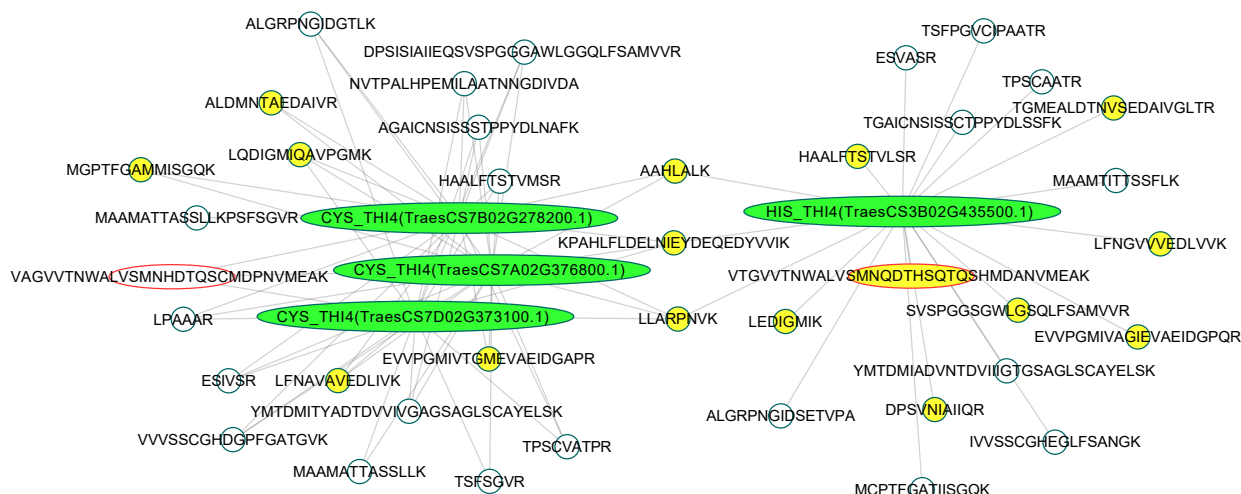 ALGRPNGIDGTLK
TSFPGVCIPAATR
DPSISIAIIEQSVSPGGGAWLGGQLFSAMVVR
ESVASR
NVTPALHPEMILAATNNGDIVDA
TPSCAATR
ALDMNTAEDAIVR
TGMEALDTNVSEDAIVGLTR
AGAICNSISSSTPPYDLNAFK
TGAICNSISSCTPPYDLSSFK
LQDIGMIQAVPGMK
HAALFTSTVLSR
MGPTFGAMMISGQK
AAHLALK
HAALFTSTVMSR
MAAMTITTSSFLK
MAAMATTASSLLKPSFSGVR
CYS_THI4(TraesCS7B02G278200.1)
HIS_THI4(TraesCS3B02G435500.1)
KPAHLFLDELNIEYDEQEDYVVIK
LFNGVVVEDLVVK
VAGVVTNWALVSMNHDTQSCMDPNVMEAK
CYS_THI4(TraesCS7A02G376800.1)
VTGVVTNWALVSMNQDTHSQTQSHMDANVMEAK
LPAAAR
CYS_THI4(TraesCS7D02G373100.1)
LLARPNVK
LEDIGMIK
SVSPGGSGWLGSQLFSAMVVR
EVVPGMIVAGIEVAEIDGPQR
EVVPGMIVTGMEVAEIDGAPR
ESIVSR
LFNAVAVEDLIVK
YMTDMIADVNTDVIIIGTGSAGLSCAYELSK
YMTDMITYADTDVVIVGAGSAGLSCAYELSK
ALGRPNGIDSETVPA
DPSVNIAIIQR
VVVSSCGHDGPFGATGVK
TPSCVATPR
IVVSSCGHEGLFSANGK
MAAMATTASSLLK
TSFSGVR
MCPTFGATIISGQK